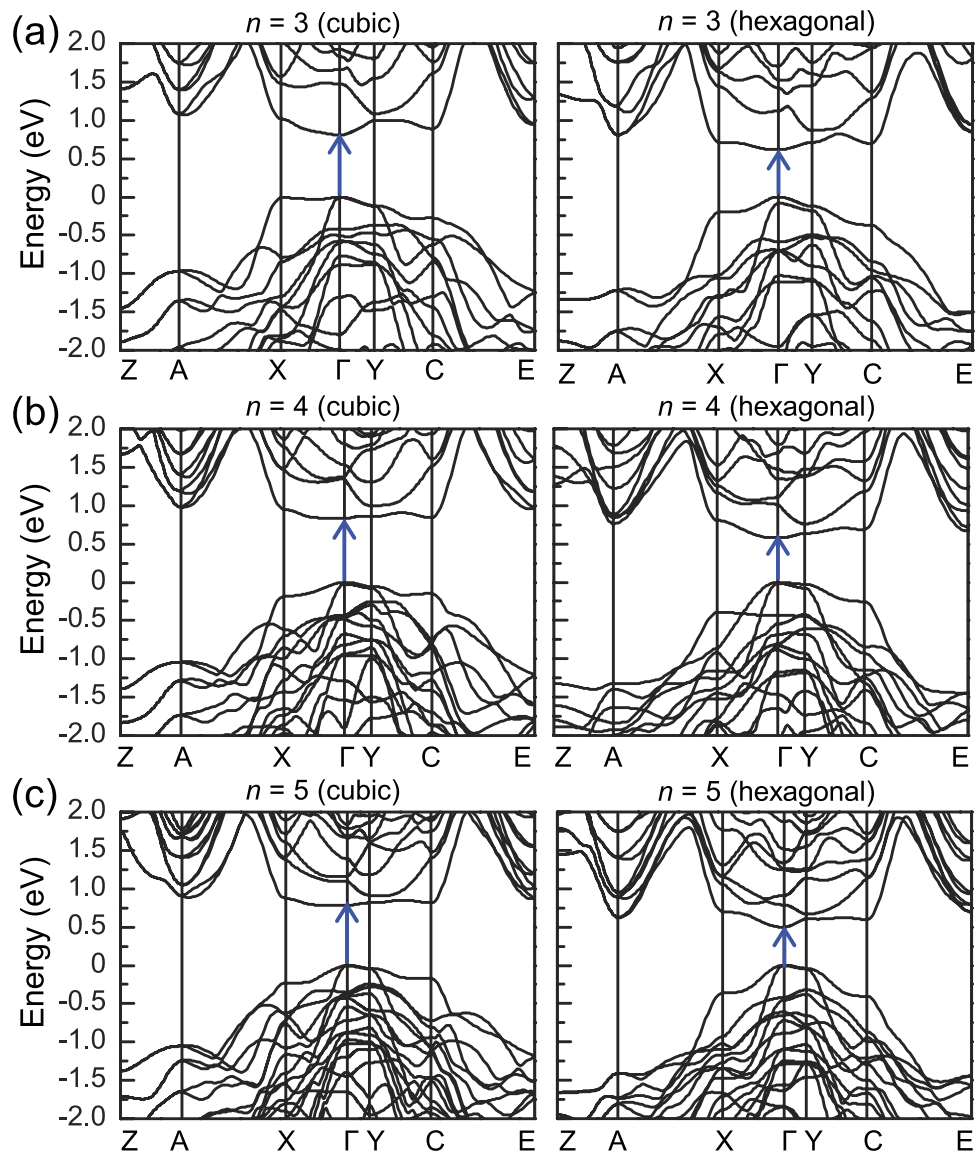 (a)
n = 3 (cubic)
n = 3 (hexagonal)
Energy (eV)
2.0
1.5
1.0
0.5
0
-0.5
-1.0
-1.5
-2.0
Z A X Γ Y C E
Z A X Γ Y C E
(b)
n = 4 (cubic)
n = 4 (hexagonal)
Energy (eV)
2.0
1.5
1.0
0.5
0
-0.5
-1.0
-1.5
-2.0
Z A X Γ Y C E
Z A X Γ Y C E
(c)
n = 5 (cubic)
n = 5 (hexagonal)
Energy (eV)
2.0
1.5
1.0
0.5
0
-0.5
-1.0
-1.5
-2.0
Z A X Γ Y C E
Z A X Γ Y C E